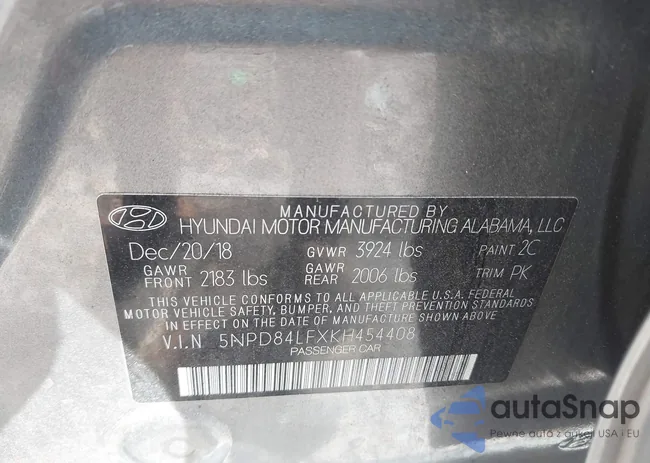 MANUFACTURED BY
HYUNDAI MOTOR MANUFACTURING ALABAMA, LLC
Dec/20/18 GVWR 3924 lbs PAINT 2C
GAWR FRONT 2183 lbs GAWR REAR 2006 lbs TRIM PK
THIS VEHICLE CONFORMS TO ALL APPLICABLE U.S.A. FEDERAL
MOTOR VEHICLE SAFETY, BUMPER, AND THEFT PREVENTION STANDARDS
IN EFFECT ON THE DATE OF MANUFACTURE SHOWN ABOVE.
V.I.N 5NPD84LFXKH454408
PASSENGER CAR
autaSnap
Pewne auta z aukcji USA i EU